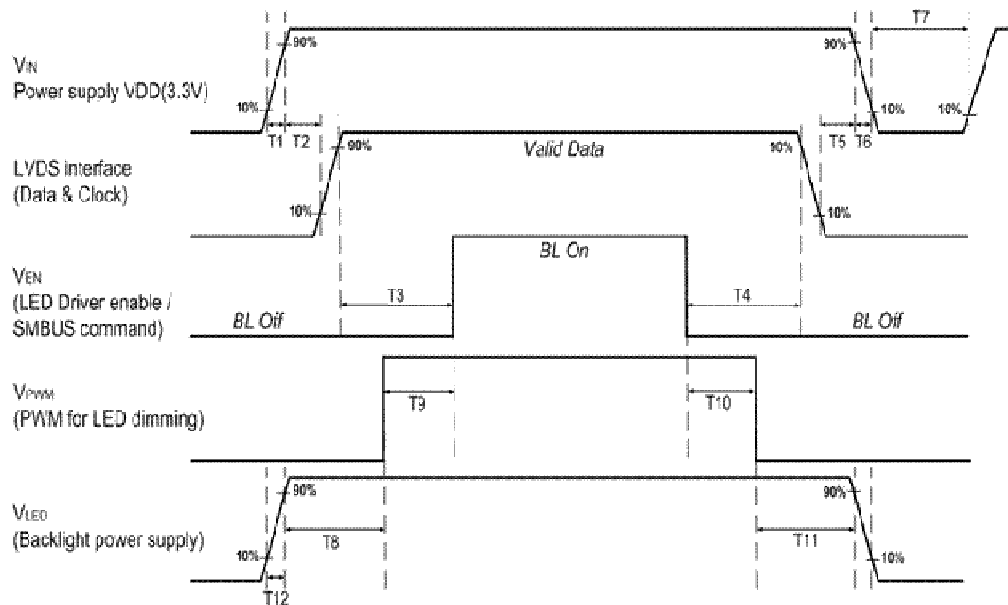 T7
90%
90%
VIN
Power supply VDD(3.3V)
10%
10%
10%
T1
T2
T5
T6
LVDS interface
(Data & Clock)
90%
Valid Data
90%
10%
10%
VEN
(LED Driver enable /
SMBUS command)
BL On
T3
T4
BL Off
BL Off
VPWM
(PWM for LED dimming)
T9
T10
VLED
(Backlight power supply)
90%
90%
T8
T11
10%
10%
T12